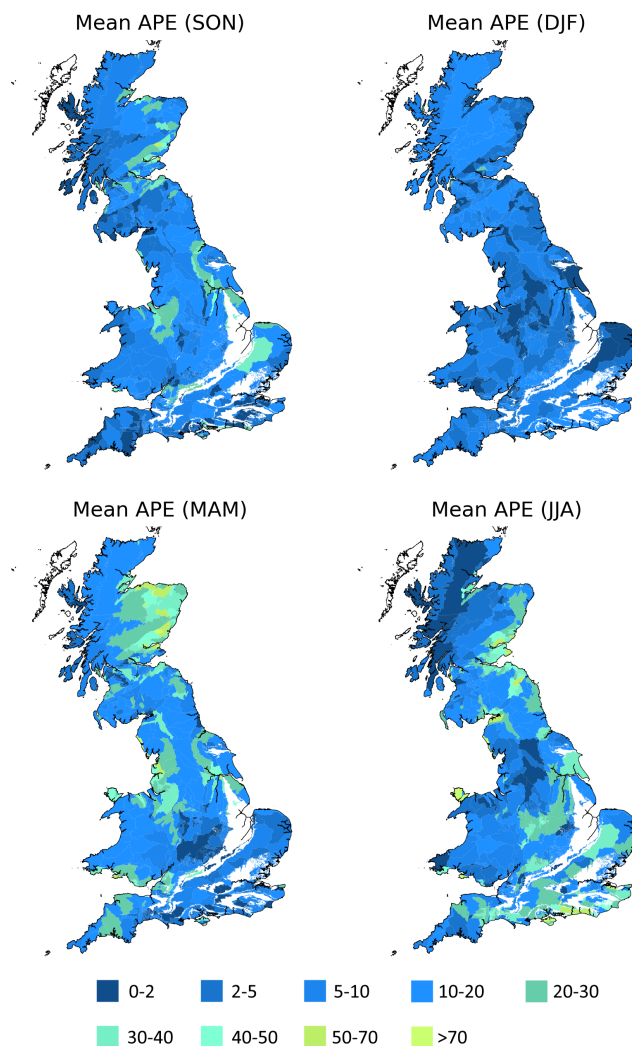 Mean APE (SON)
Mean APE (DJF)
Mean APE (MAM)
Mean APE (JJA)
0-2
2-5
5-10
10-20
20-30
30-40
40-50
50-70
>70